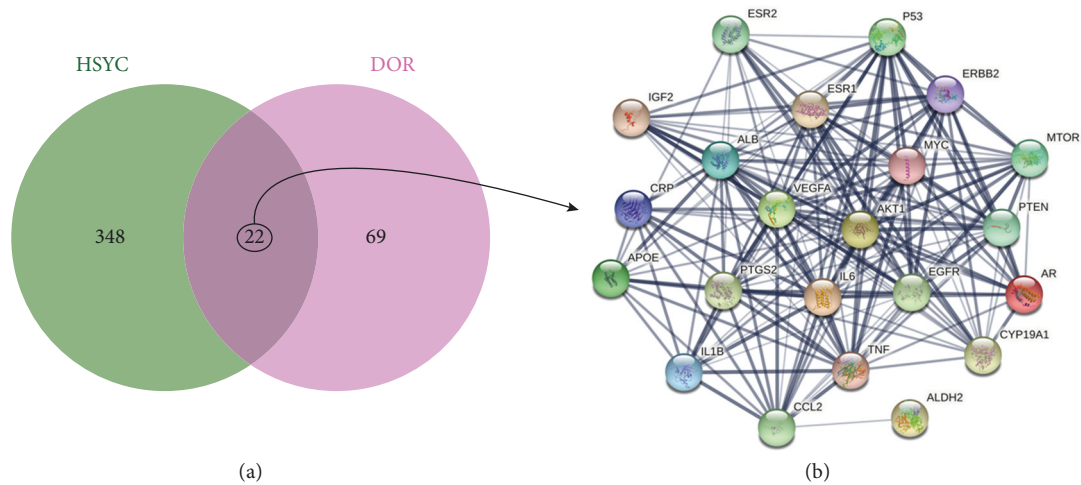 HSYC
DOR
348
22
69
(a)
ESR2
P53
ERBB2
IGF2
ESR1
ALB
MYC
MTOR
CRP
VEGFA
AKT1
PTEN
APOE
PTGS2
IL6
EGFR
AR
CYP19A1
IL1B
TNF
ALDH2
CCL2
(b)